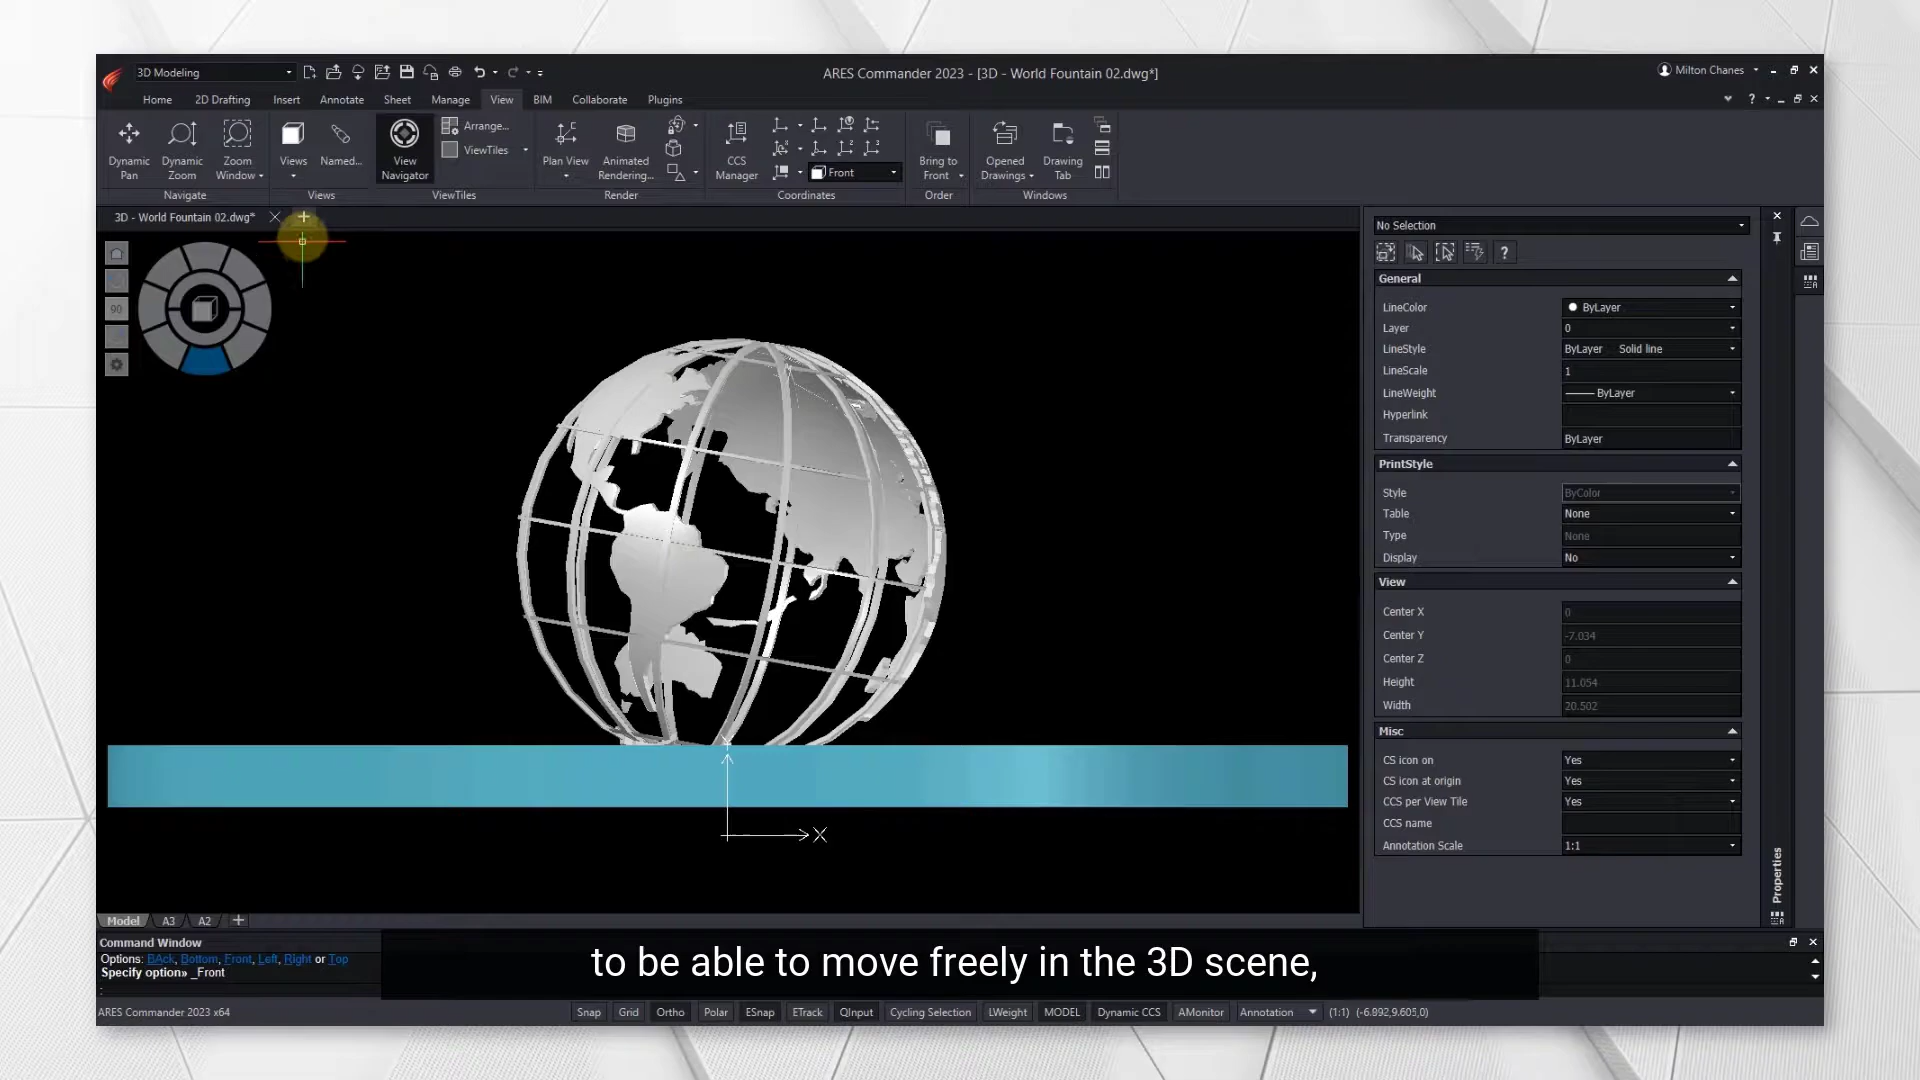 3D Modeling
ARES Commander 2023 - [3D - World Fountain 02.dwg*]
Milton Chanes
Home 2D Drafting Insert Annotate Sheet Manage View BIM Collaborate Plugins
?
Dynamic Pan
Dynamic Zoom
Zoom Window
Views
Named...
View Navigator
Arrange...
ViewTiles
Plan View
Animated Rendering...
CCS Manager
Front
Bring to Front
Opened Drawings
Drawing Tab
Navigate Views ViewTiles Render Coordinates Order Windows
3D - World Fountain 02.dwg*
90
X
No Selection
?
General
LineColor ByLayer
Layer 0
LineStyle ByLayer Solid line
LineScale 1
LineWeight ByLayer
Hyperlink
Transparency ByLayer
PrintStyle
Style ByColor
Table None
Type None
Display No
View
Center X 0
Center Y -7.034
Center Z 0
Height 11.054
Width 20.502
Misc
CS icon on Yes
CS icon at origin Yes
CCS per View Tile Yes
CCS name
Annotation Scale 1:1
Properties
Model A3 A2 +
Command Window
Options: BAck, Bottom, Front, Left, Right or Top
Specify option» _Front
:
to be able to move freely in the 3D scene,
ARES Commander 2023 x64
Snap Grid Ortho Polar ESnap ETrack QInput Cycling Selection LWeight MODEL Dynamic CCS AMonitor Annotation (1:1) (-6.892,9.605,0)